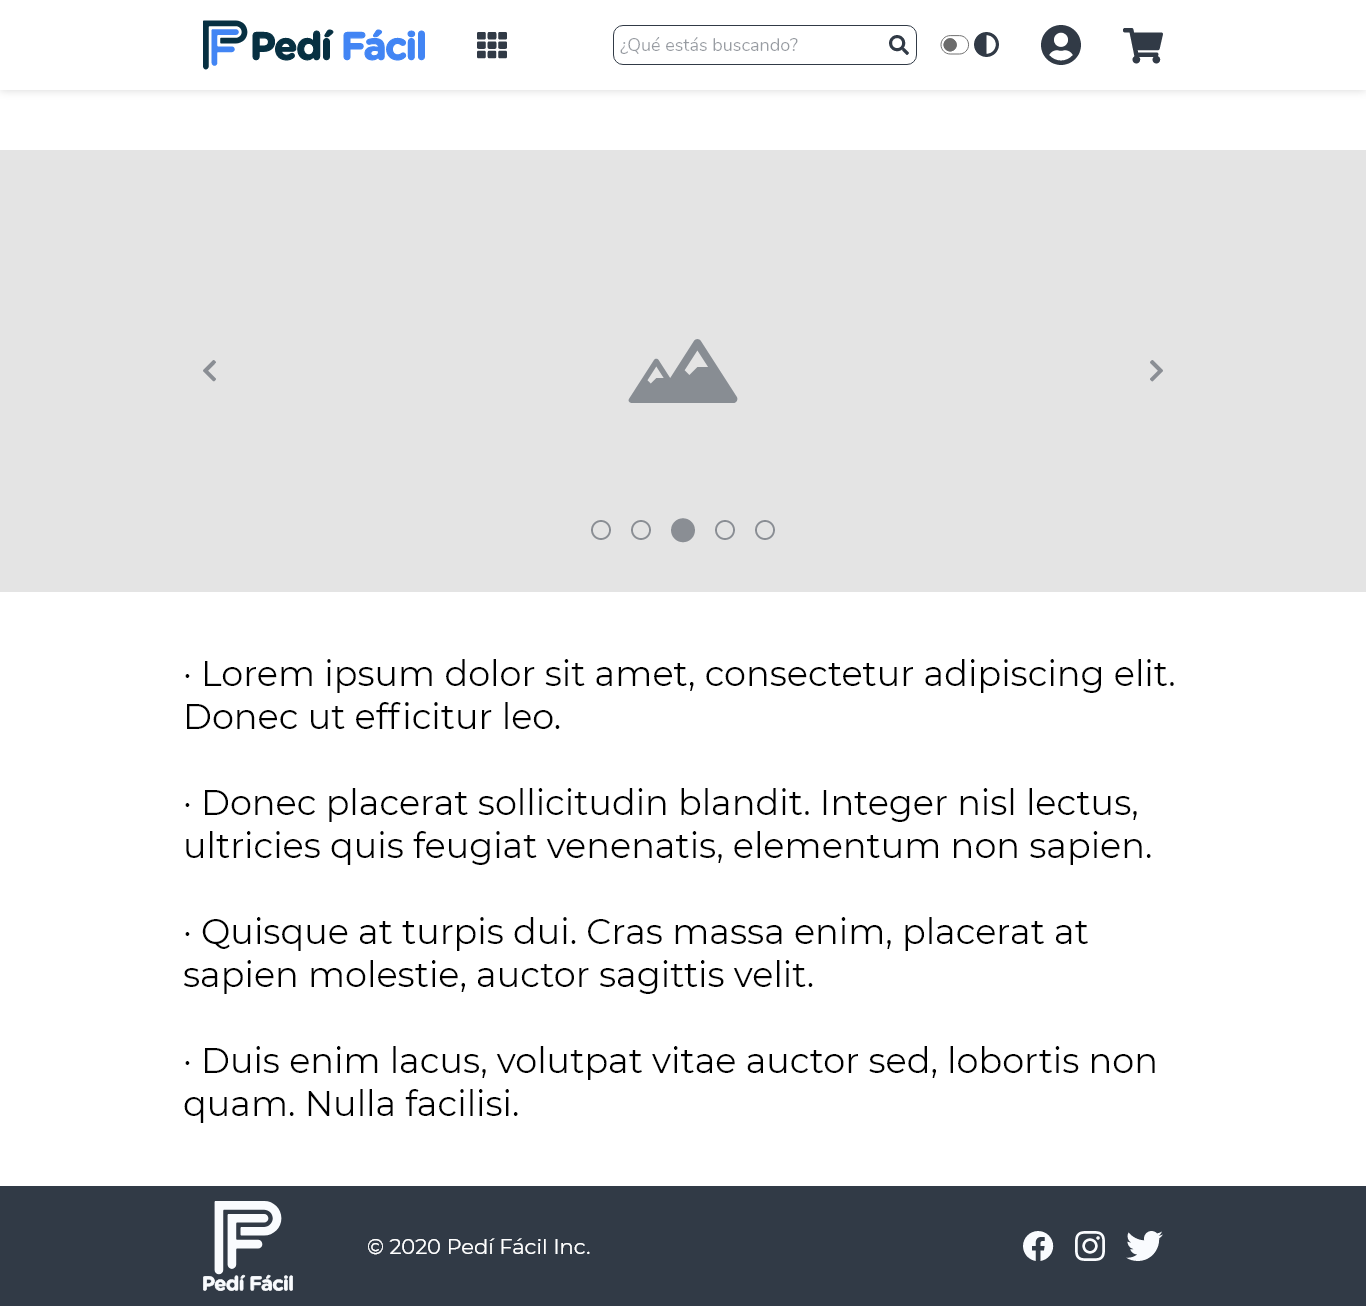 Pedí Fácil
¿Qué estás buscando?
· Lorem ipsum dolor sit amet, consectetur adipiscing elit.
Donec ut efficitur leo.
· Donec placerat sollicitudin blandit. Integer nisl lectus,
ultricies quis feugiat venenatis, elementum non sapien.
· Quisque at turpis dui. Cras massa enim, placerat at
sapien molestie, auctor sagittis velit.
· Duis enim lacus, volutpat vitae auctor sed, lobortis non
quam. Nulla facilisi.
Pedí Fácil
© 2020 Pedí Fácil Inc.